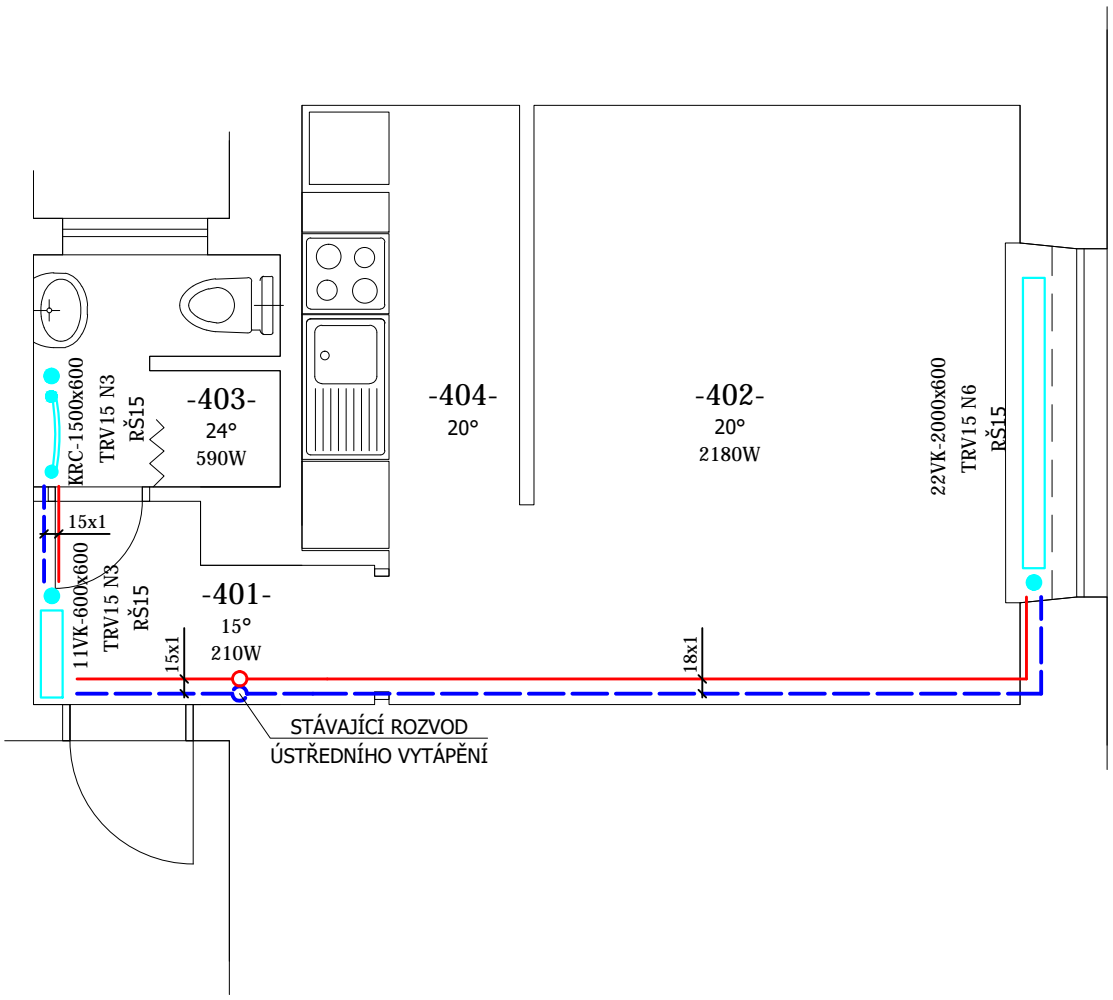 KRC-1500x600
TRV15 N3
RŠ15
-403-
24°
590W
-404-
20°
-402-
20°
2180W
22VK-2000x600
TRV15 N6
RŠ15
15x1
11VK-600x600
TRV15 N3
RŠ15
-401-
15°
210W
15x1
18x1
STÁVAJÍCÍ ROZVOD
ÚSTŘEDNÍHO VYTÁPĚNÍ